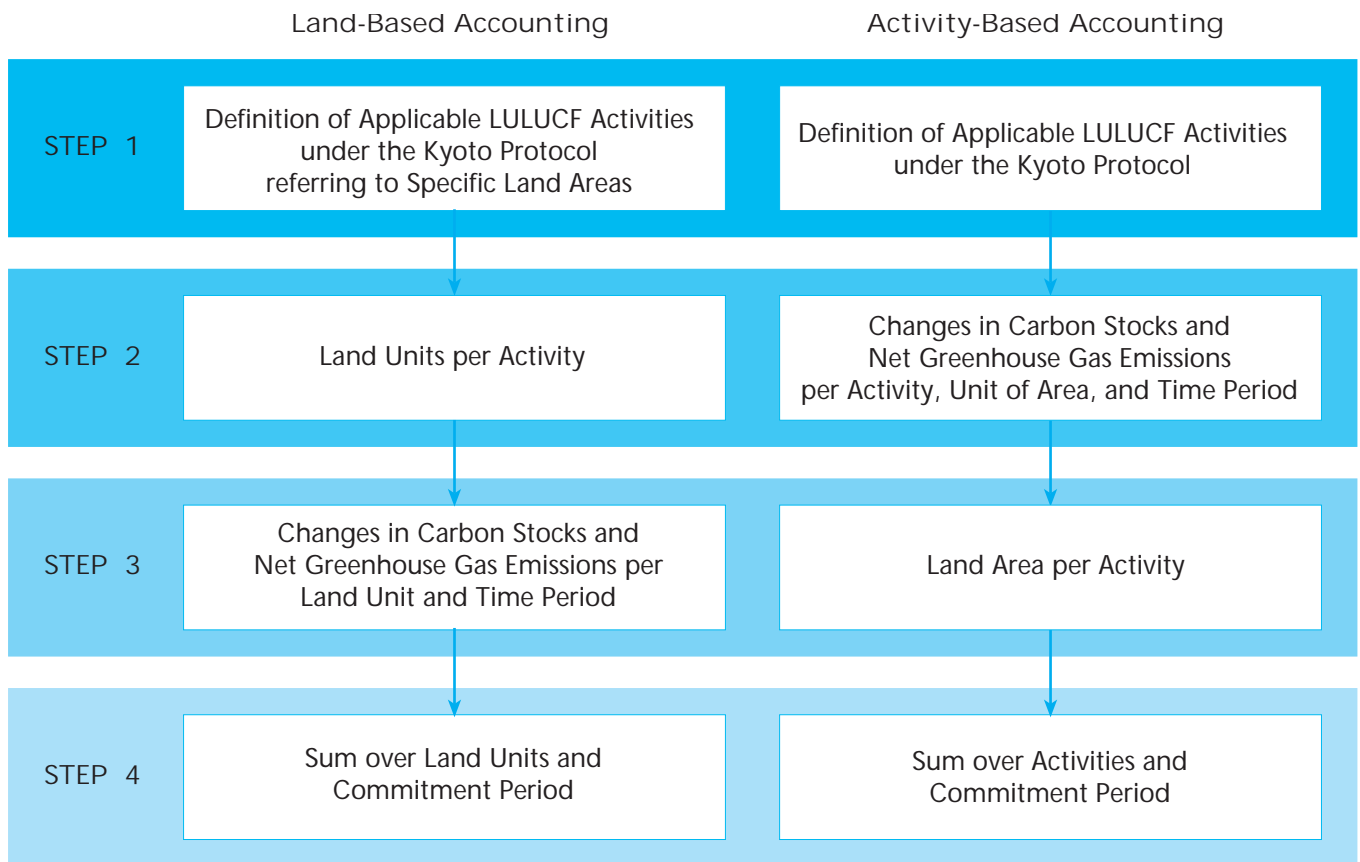 Land-Based Accounting
Activity-Based Accounting
STEP 1
Definition of Applicable LULUCF Activities
under the Kyoto Protocol
referring to Specific Land Areas
Definition of Applicable LULUCF Activities
under the Kyoto Protocol
STEP 2
Land Units per Activity
Changes in Carbon Stocks and
Net Greenhouse Gas Emissions
per Activity, Unit of Area, and Time Period
STEP 3
Changes in Carbon Stocks and
Net Greenhouse Gas Emissions per
Land Unit and Time Period
Land Area per Activity
STEP 4
Sum over Land Units and
Commitment Period
Sum over Activities and
Commitment Period